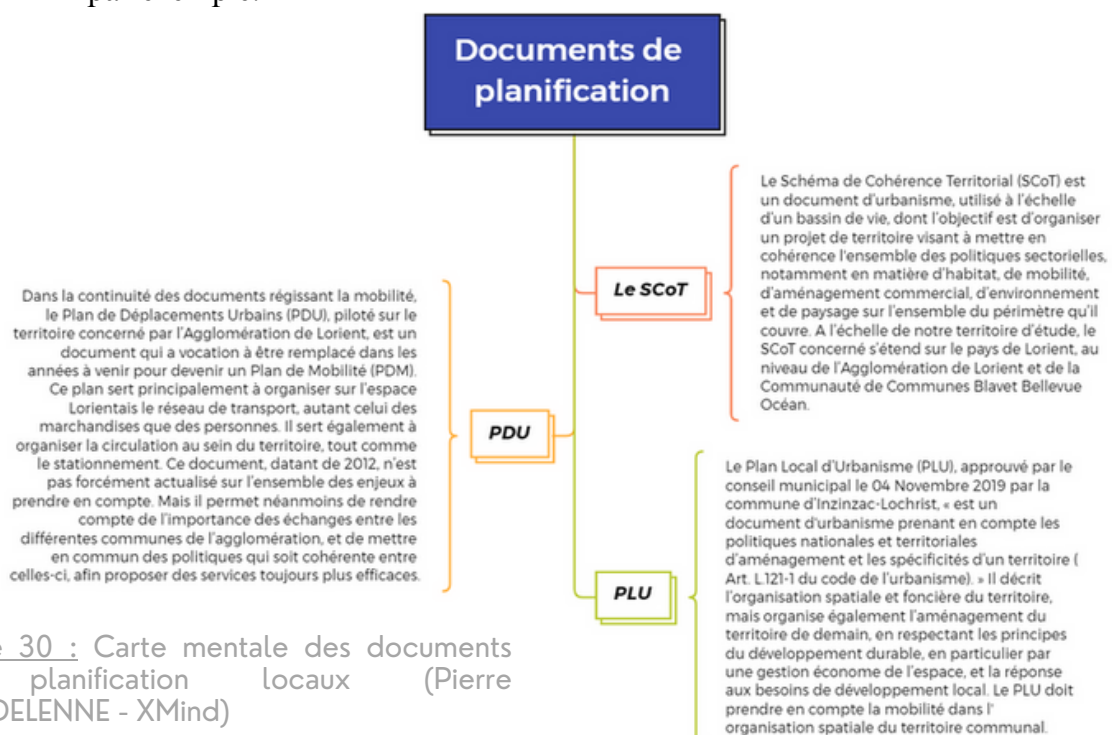 par exemple.
Documents de
planification
Le SCoT
Le Schéma de Cohérence Territorial (SCoT) est
un document d'urbanisme, utilisé à l'échelle
d'un bassin de vie, dont l'objectif est d'organiser
un projet de territoire visant à mettre en
cohérence l'ensemble des politiques sectorielles,
notamment en matière d'habitat, de mobilité,
d'aménagement commercial, d'environnement
et de paysage sur l'ensemble du périmètre qu'il
couvre. A l'échelle de notre territoire d'étude, le
SCoT concerné s'étend sur le pays de Lorient, au
niveau de l'Agglomération de Lorient et de la
Communauté de Communes Blavet Bellevue
Océan.
Dans la continuité des documents régissant la mobilité,
le Plan de Déplacements Urbains (PDU), piloté sur le
territoire concerné par l'Agglomération de Lorient, est un
document qui a vocation à être remplacé dans les
années à venir pour devenir un Plan de Mobilité (PDM).
Ce plan sert principalement à organiser sur l'espace
Lorientais le réseau de transport, autant celui des
marchandises que des personnes. Il sert également à
organiser la circulation au sein du territoire, tout comme
le stationnement. Ce document, datant de 2012, n'est
pas forcément actualisé sur l'ensemble des enjeux à
prendre en compte. Mais il permet néanmoins de rendre
compte de l'importance des échanges entre les
différentes communes de l'agglomération, et de mettre
en commun des politiques qui soit cohérente entre
celles-ci, afin proposer des services toujours plus efficaces.
PDU
PLU
Le Plan Local d'Urbanisme (PLU), approuvé par le
conseil municipal le 04 Novembre 2019 par la
commune d'Inzinzac-Lochrist, « est un
document d'urbanisme prenant en compte les
politiques nationales et territoriales
d'aménagement et les spécificités d'un territoire (
Art. L.121-1 du code de l'urbanisme). » Il décrit
l'organisation spatiale et foncière du territoire,
mais organise également l'aménagement du
territoire de demain, en respectant les principes
du développement durable, en particulier par
une gestion économe de l'espace, et la réponse
aux besoins de développement local. Le PLU doit
prendre en compte la mobilité dans l'
organisation spatiale du territoire communal.
30 : Carte mentale des documents
planification locaux (Pierre
DELENNE - XMind)